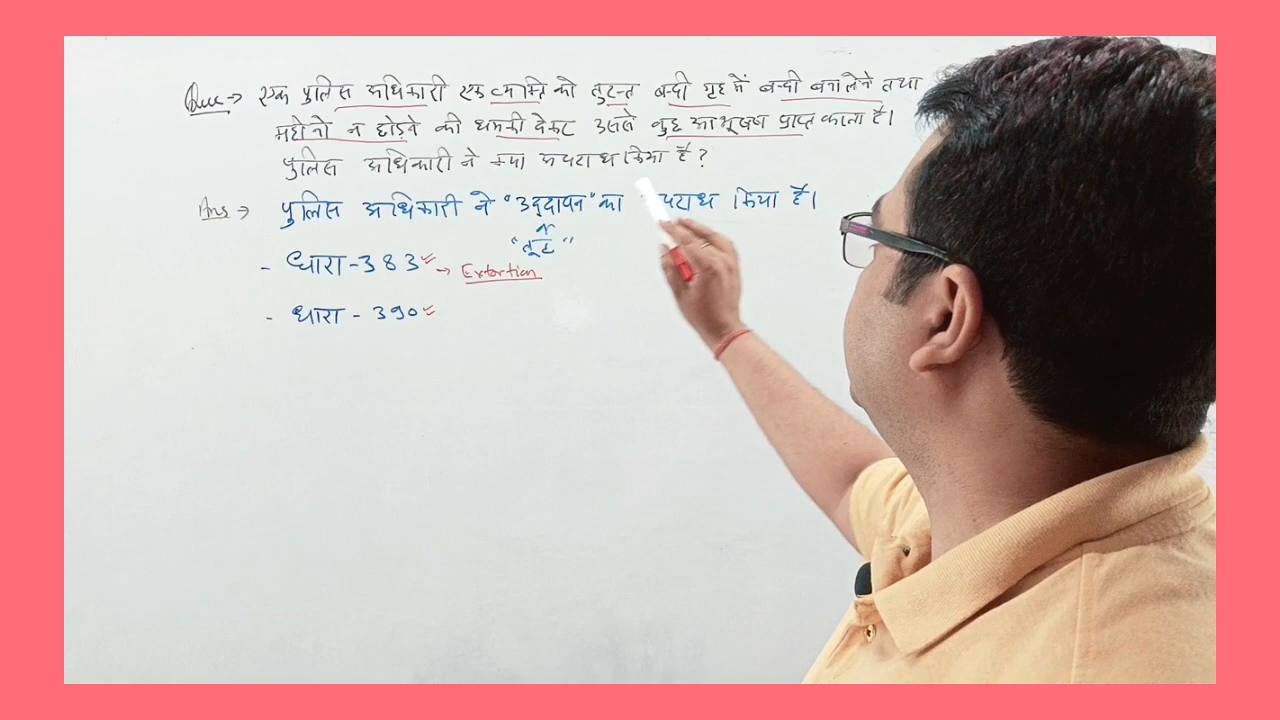 Que → एक पुलिस अधिकारी एक व्यक्ति को तुरन्त बन्दी गृह में बन्दी बना लेने तथा
महीनो न छोड़ने की धमकी देकर उससे कुछ आभूषण प्राप्त करता है।
पुलिस अधिकारी ने क्या अपराध किया है?
Ans → पुलिस अधिकारी ने "उद्दापन" का अपराध किया है।
"लूट"
- धारा - 383 → Extortion
- धारा - 390